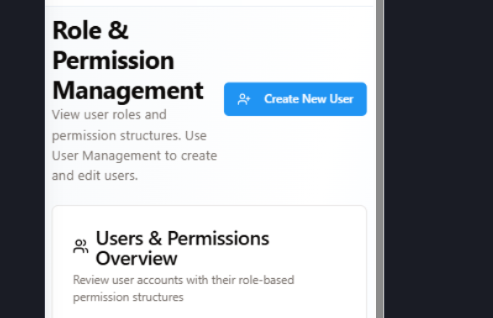 Role &
Permission
Management
Create New User
View user roles and
permission structures. Use
User Management to create
and edit users.
Users & Permissions
Overview
Review user accounts with their role-based
permission structures